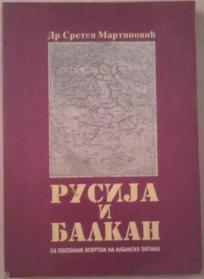 Др Сретен Мартиновић
РУСИЈА
И
БАЛКАН
СА ПОСЕБНИМ ОСВРТОМ НА АЛБАНСКО ПИТАЊЕ